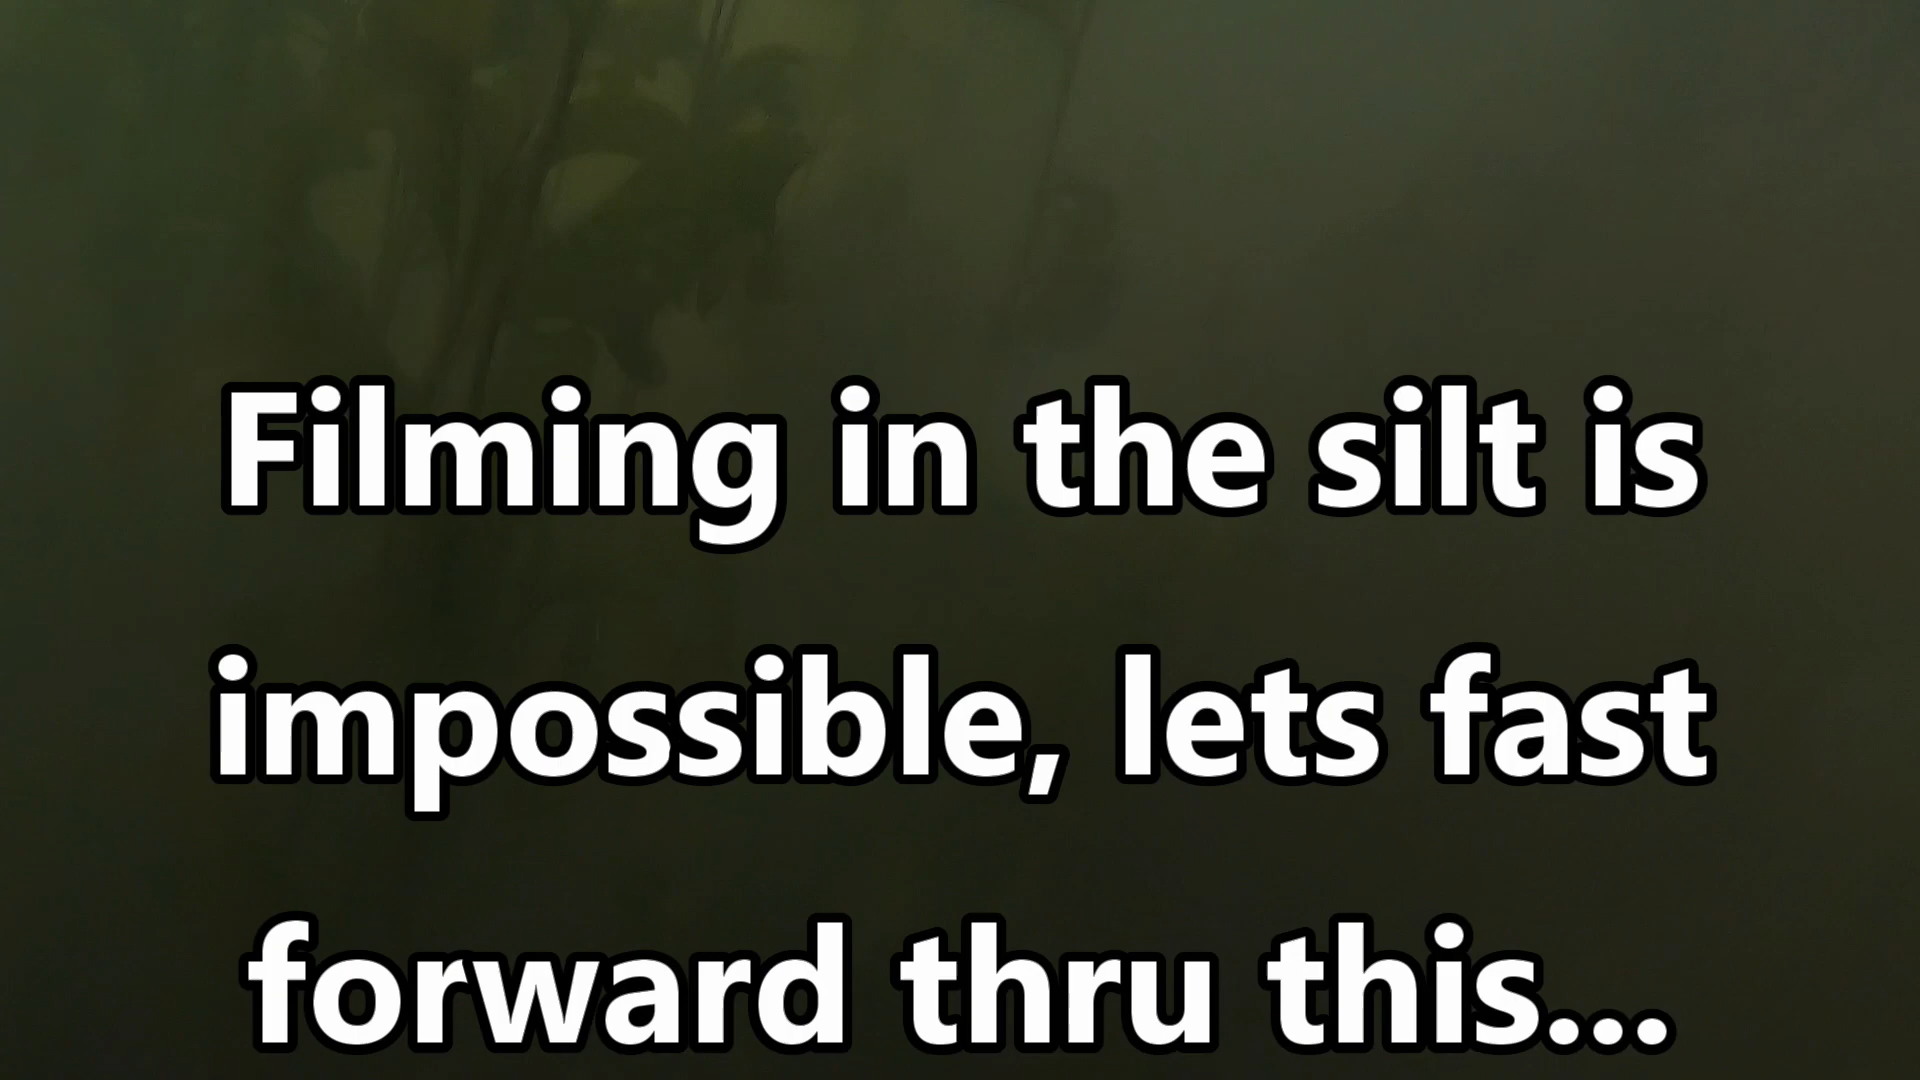 Filming in the silt is
impossible, lets fast
forward thru this...